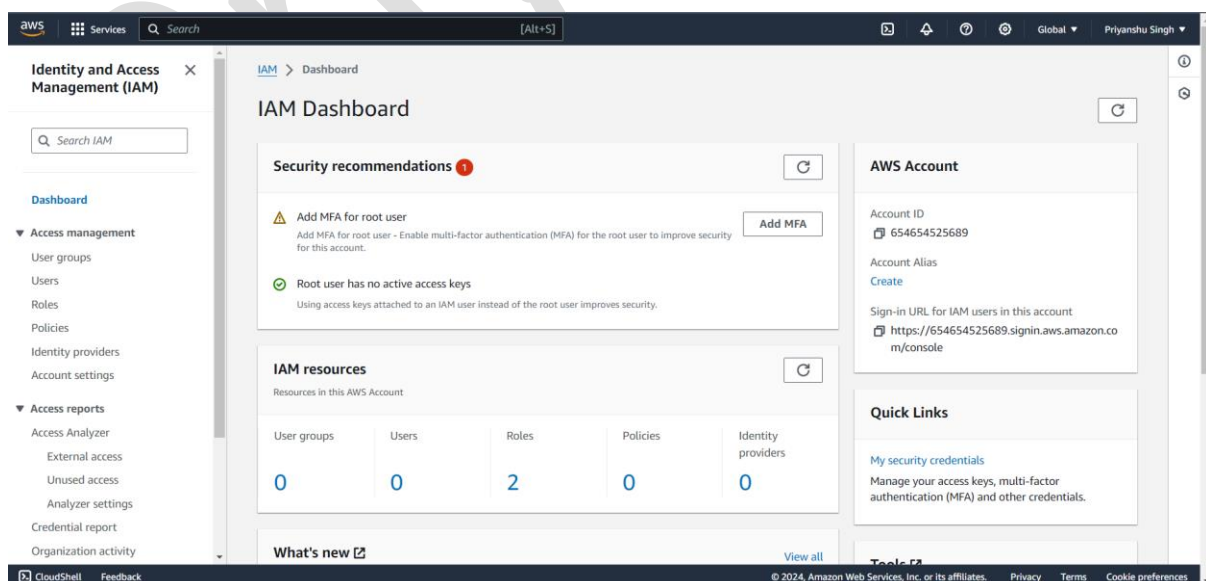 aws
Services
Search
[Alt+S]
Global
Priyanshu Singh
Identity and Access
Management (IAM)
Search IAM
Dashboard
Access management
User groups
Users
Roles
Policies
Identity providers
Account settings
Access reports
Access Analyzer
External access
Unused access
Analyzer settings
Credential report
Organization activity
IAM > Dashboard
IAM Dashboard
Security recommendations 1
Add MFA for root user
Add MFA for root user - Enable multi-factor authentication (MFA) for the root user to improve security
for this account.
Add MFA
Root user has no active access keys
Using access keys attached to an IAM user instead of the root user improves security.
IAM resources
Resources in this AWS Account
User groups
Users
Roles
Policies
Identity
providers
0
0
2
0
0
What's new
View all
AWS Account
Account ID
654654525689
Account Alias
Create
Sign-in URL for IAM users in this account
https://654654525689.signin.aws.amazon.co
m/console
Quick Links
My security credentials
Manage your access keys, multi-factor
authentication (MFA) and other credentials.
Tools
CloudShell
Feedback
© 2024, Amazon Web Services, Inc. or its affiliates.
Privacy
Terms
Cookie preferences